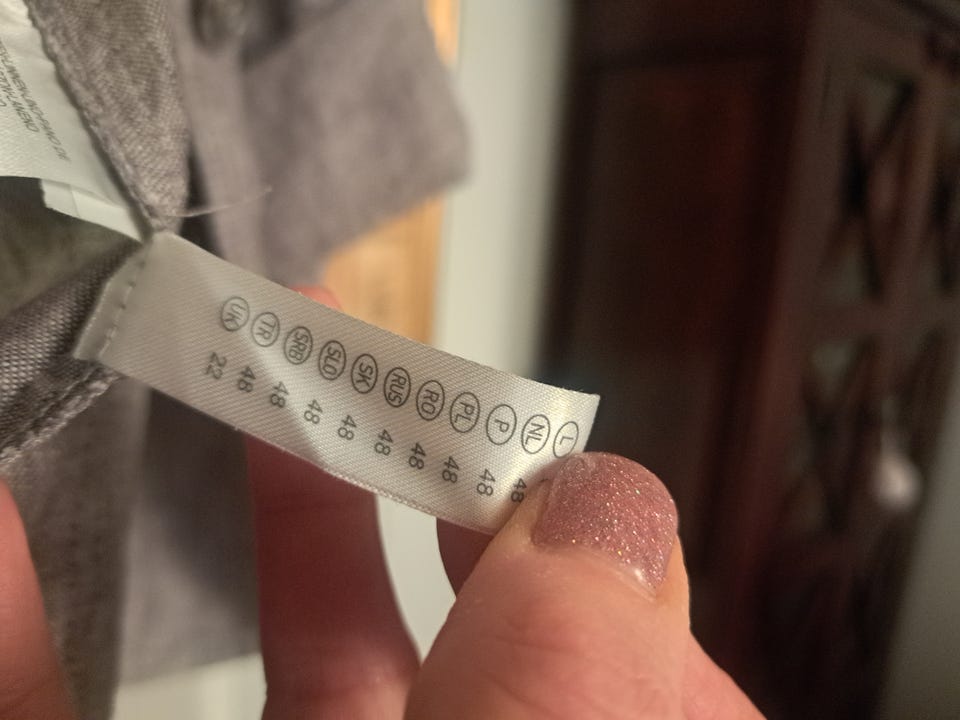 L
NL 48
P 48
PL 48
RO 48
RUS 48
SK 48
SLO 48
SRB 48
TR 48
UK 22